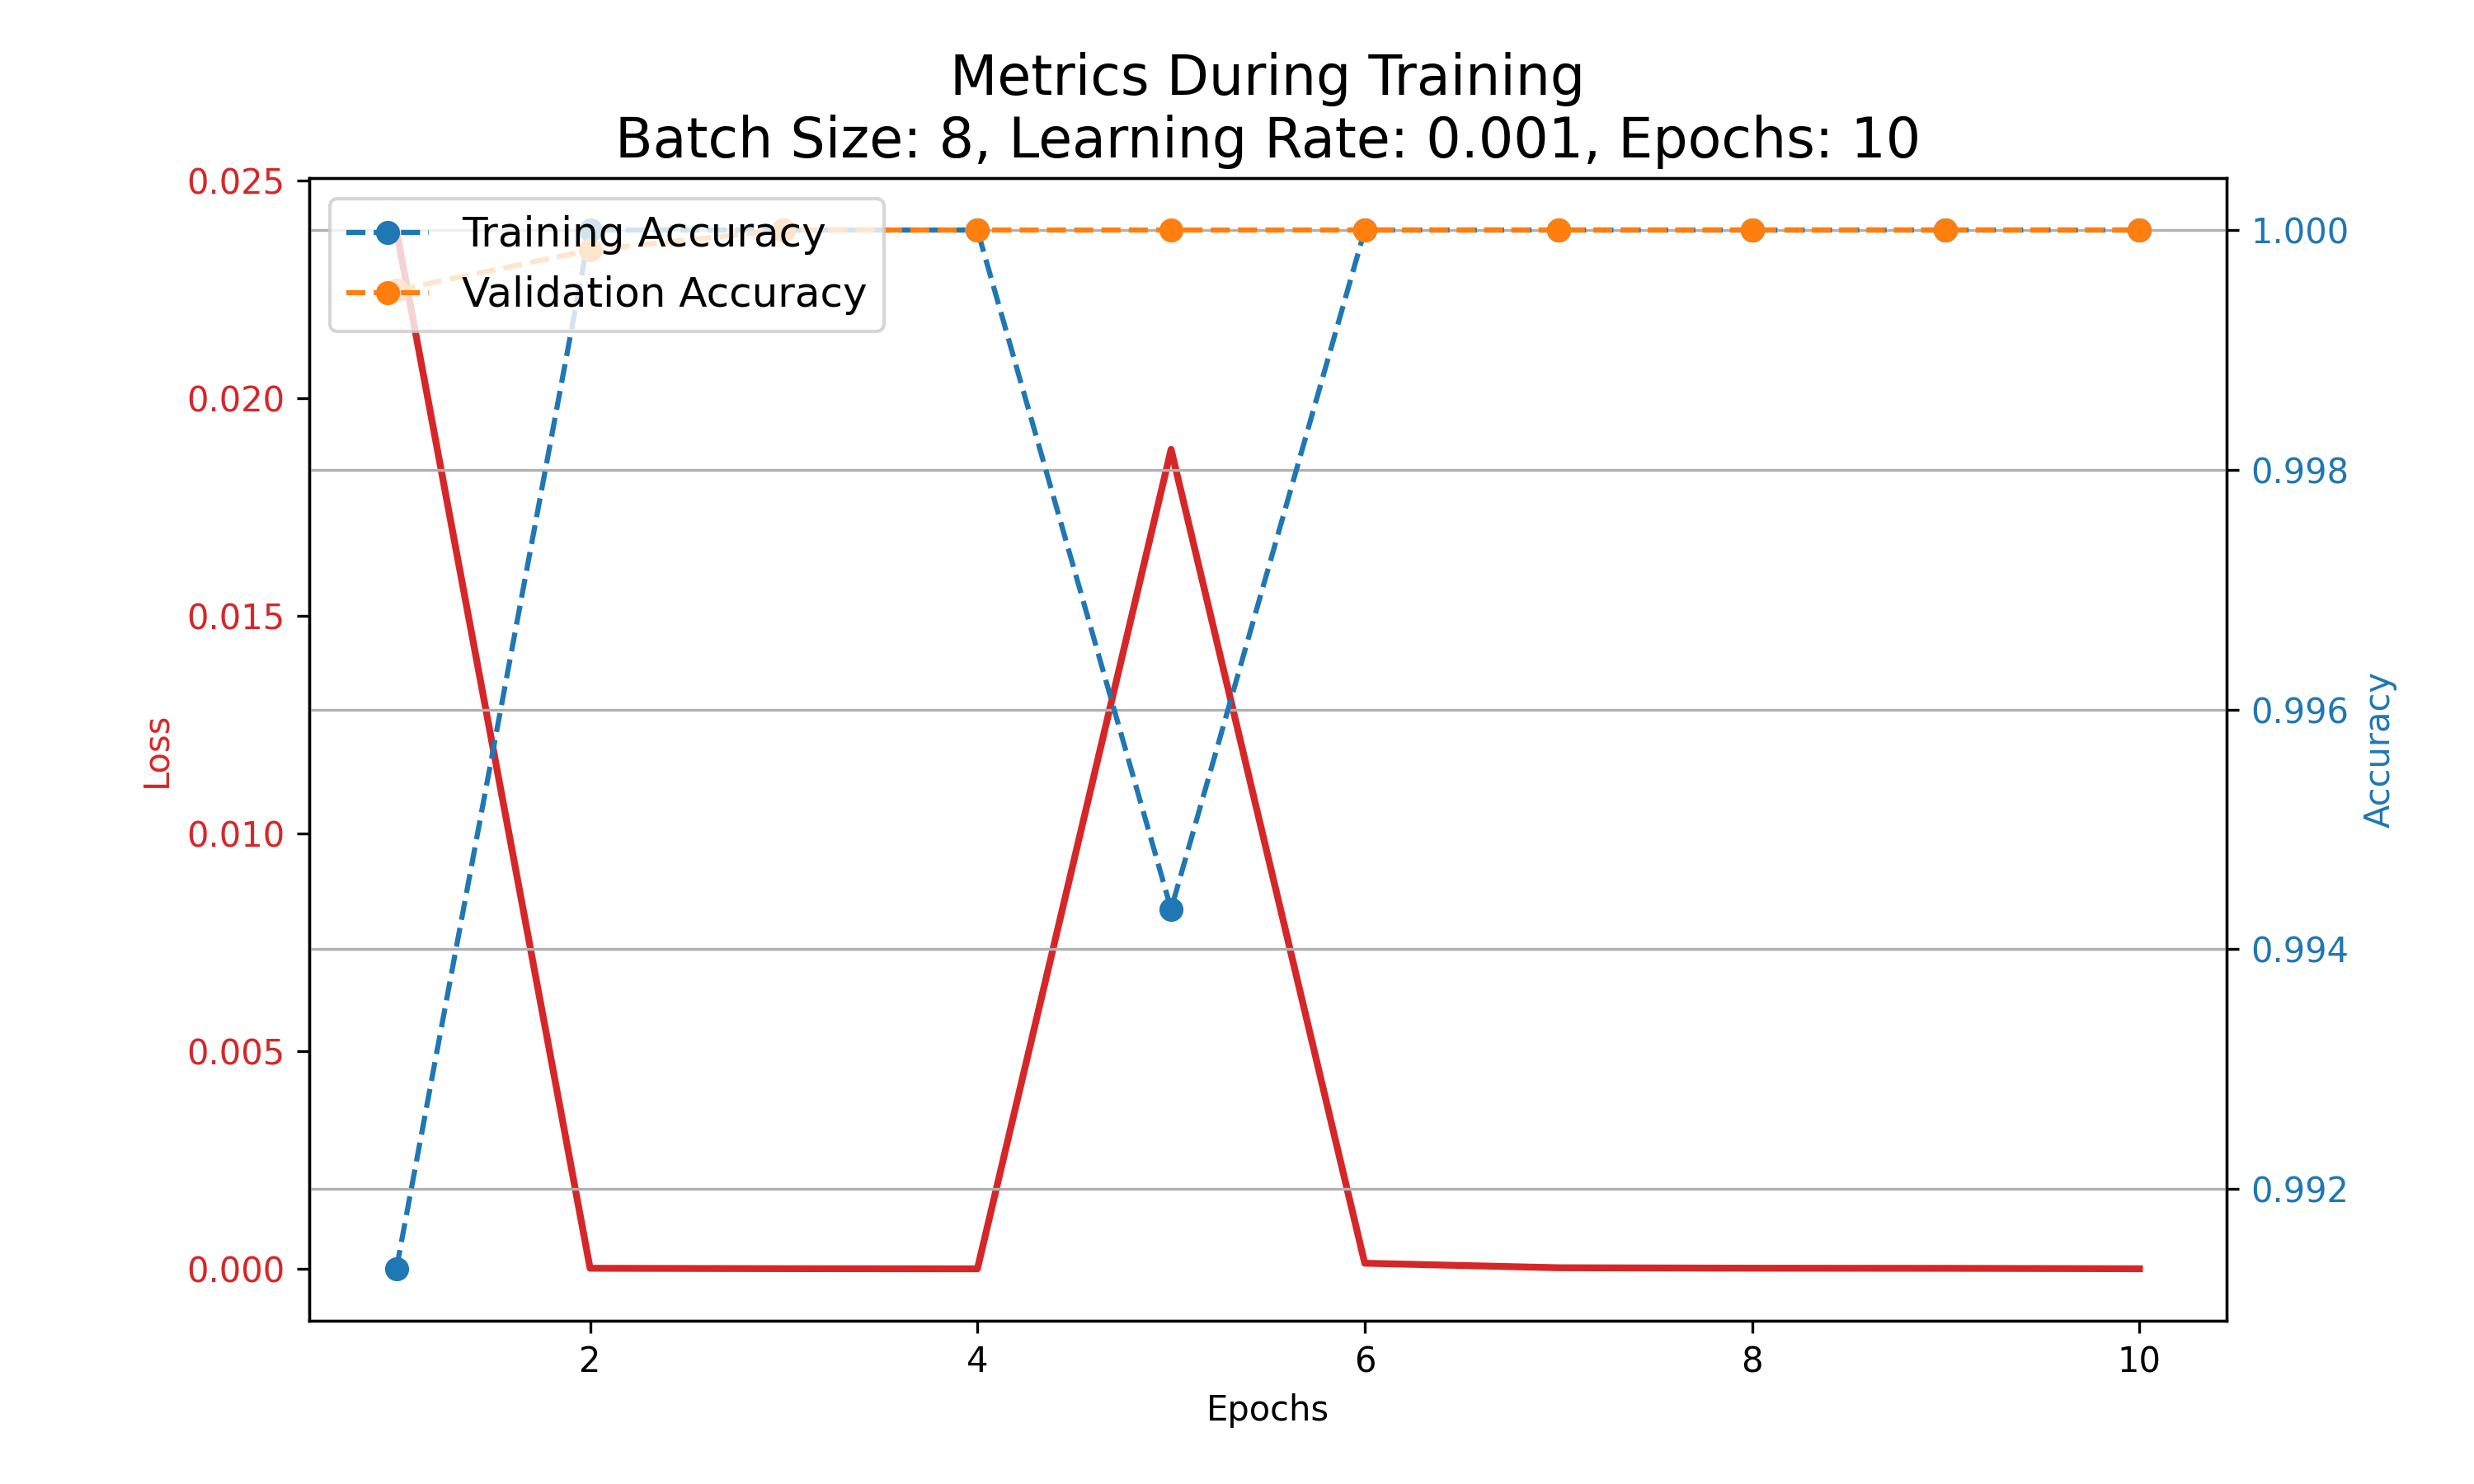 Metrics During Training
Batch Size: 8, Learning Rate: 0.001, Epochs: 10
Training Accuracy
Validation Accuracy
0.025
0.020
0.015
0.010
0.005
0.000
Loss
1.000
0.998
0.996
0.994
0.992
Accuracy
2 4 6 8 10
Epochs